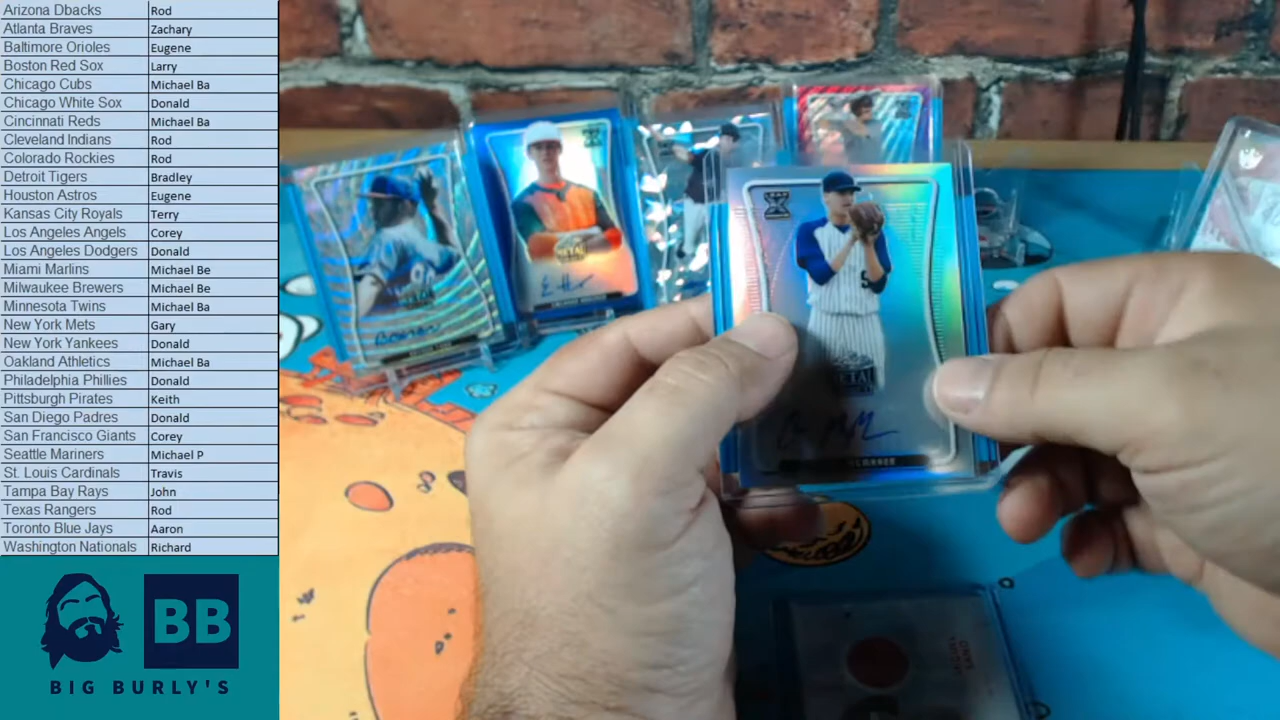 Arizona Dbacks Rod
Atlanta Braves Zachary
Baltimore Orioles Eugene
Boston Red Sox Larry
Chicago Cubs Michael Ba
Chicago White Sox Donald
Cincinnati Reds Michael Ba
Cleveland Indians Rod
Colorado Rockies Rod
Detroit Tigers Bradley
Houston Astros Eugene
Kansas City Royals Terry
Los Angeles Angels Corey
Los Angeles Dodgers Donald
Miami Marlins Michael Be
Milwaukee Brewers Michael Be
Minnesota Twins Michael Ba
New York Mets Gary
New York Yankees Donald
Oakland Athletics Michael Ba
Philadelphia Phillies Donald
Pittsburgh Pirates Keith
San Diego Padres Donald
San Francisco Giants Corey
Seattle Mariners Michael P
St. Louis Cardinals Travis
Tampa Bay Rays John
Texas Rangers Rod
Toronto Blue Jays Aaron
Washington Nationals Richard
BB
BIG BURLY'S
METAL